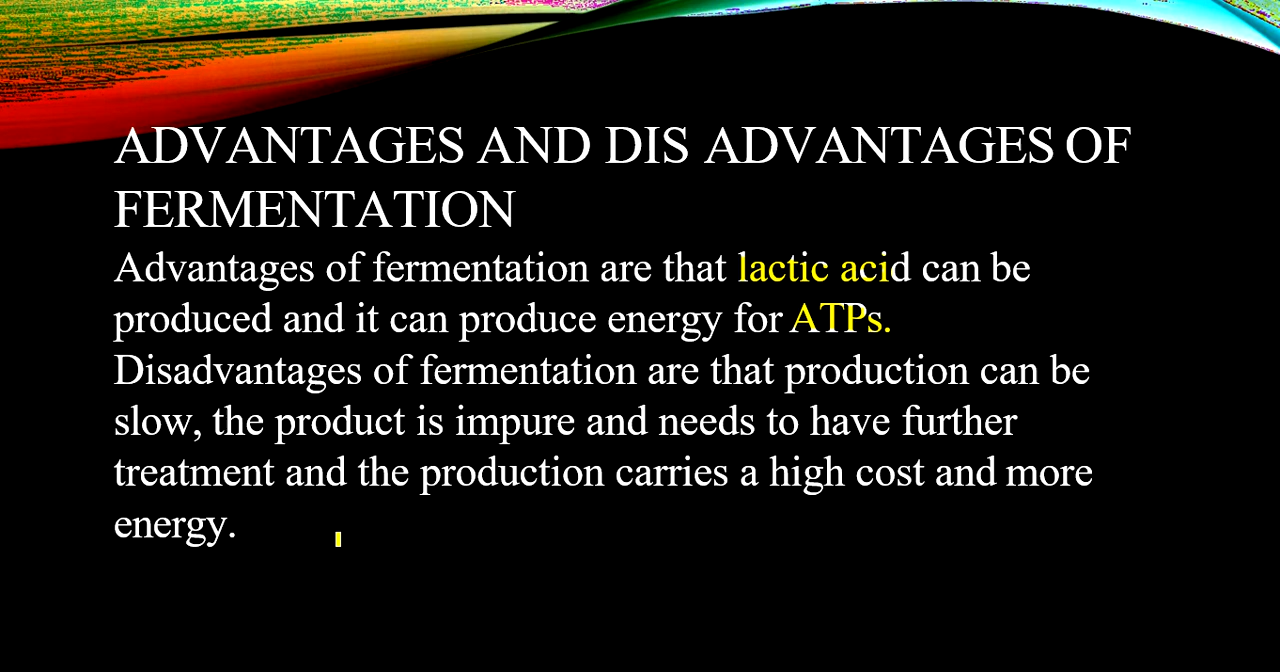 ADVANTAGES AND DIS ADVANTAGES OF
FERMENTATION
Advantages of fermentation are that lactic acid can be
produced and it can produce energy for ATPs.
Disadvantages of fermentation are that production can be
slow, the product is impure and needs to have further
treatment and the production carries a high cost and more
energy.